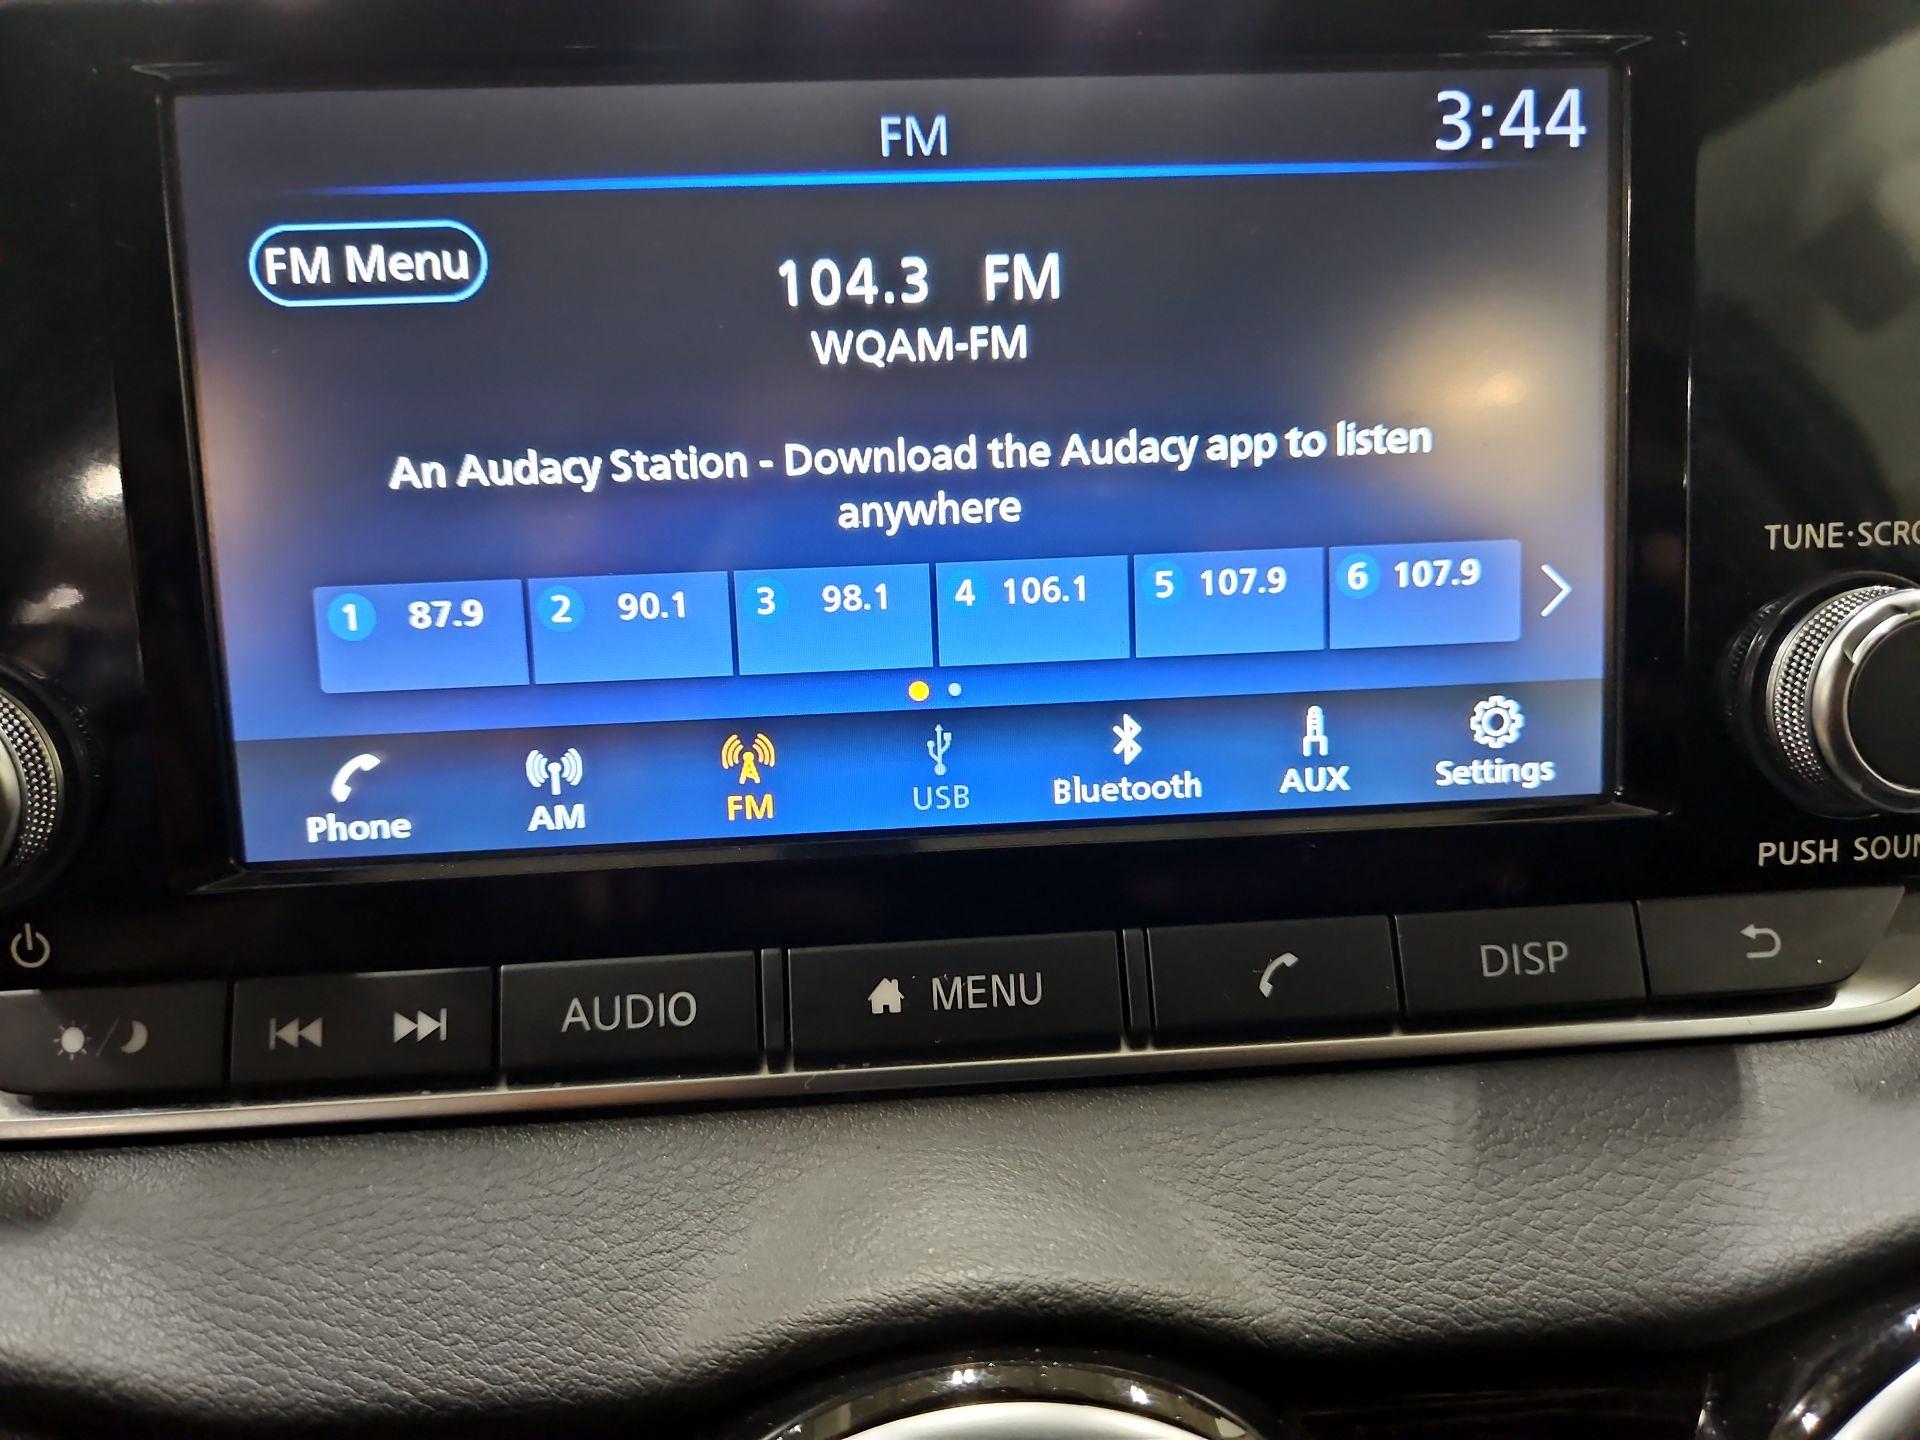 FM 3:44
FM Menu
104.3 FM
WQAM-FM
An Audacy Station - Download the Audacy app to listen
anywhere
1 87.9 2 90.1 3 98.1 4 106.1 5 107.9 6 107.9
Phone AM FM USB Bluetooth AUX Settings
TUNE·SCRO
PUSH SOUN
AUDIO MENU DISP